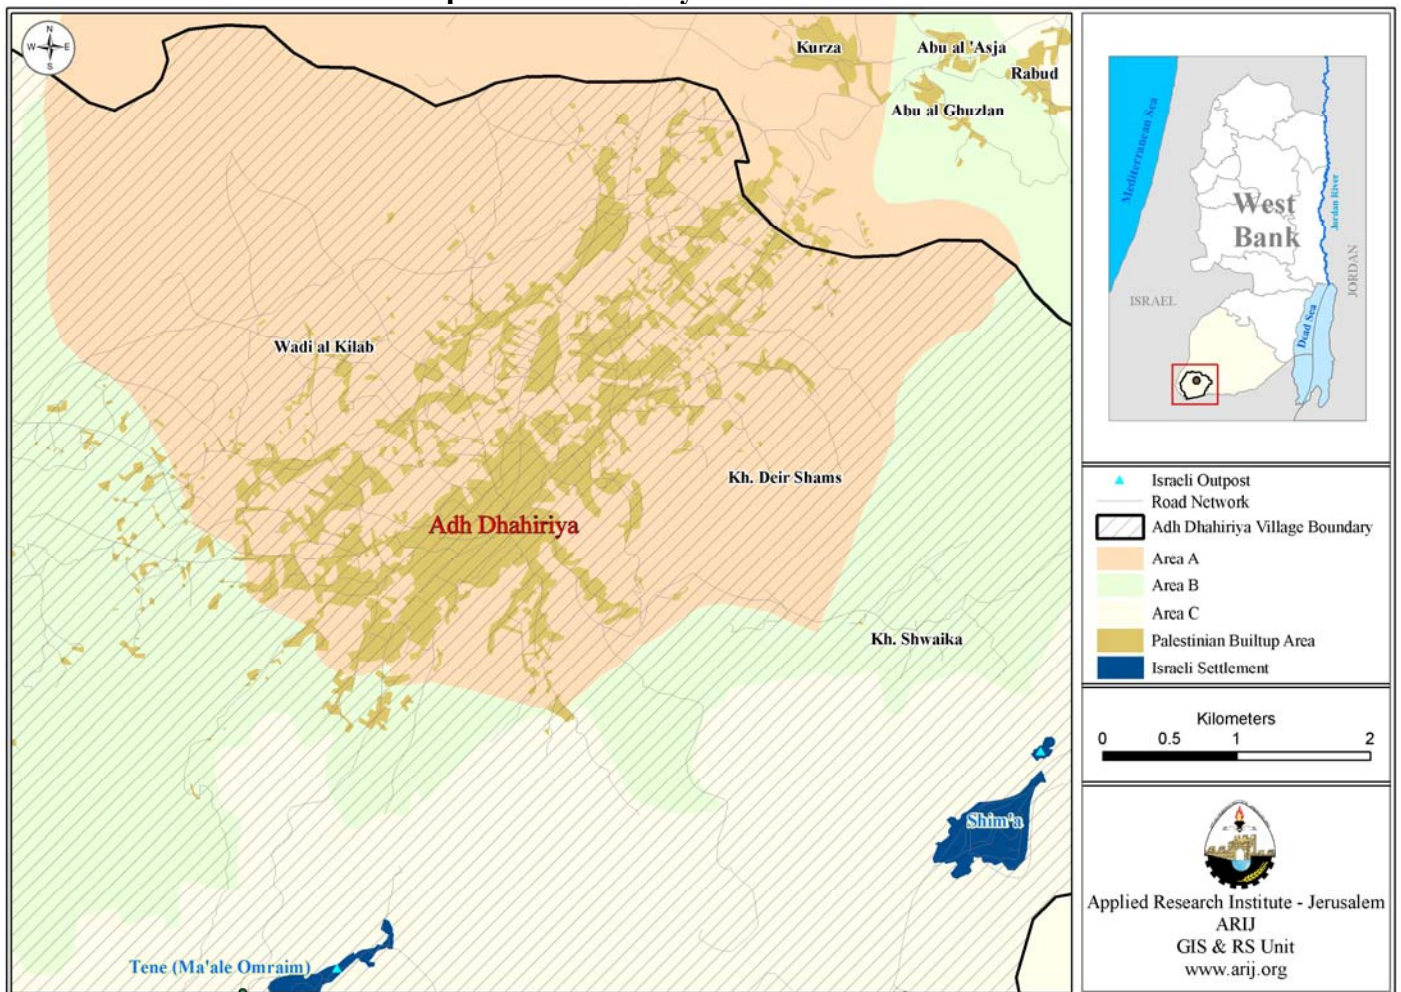 N
W E
S
Kurza
Abu al 'Asja
Rabud
Abu al Ghuzlan
Wadi al Kilab
Kh. Deir Shams
Adh Dhahiriya
Kh. Shwaika
Shim'a
Tene (Ma'ale Omraim)
Mediterranean Sea
West
Bank
Jordan River
JORDAN
ISRAEL
Dead Sea
Israeli Outpost
Road Network
Adh Dhahiriya Village Boundary
Area A
Area B
Area C
Palestinian Builtup Area
Israeli Settlement
Kilometers
0 0.5 1 2
Applied Research Institute - Jerusalem
ARIJ
GIS & RS Unit
www.arij.org